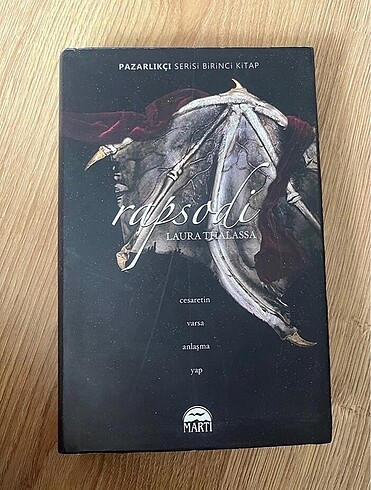 PAZARLIKÇI SERİSİ BİRİNCİ KİTAP
rapsodi
LAURA THALASSA
cesaretin
varsa
anlaşma
yap
MARTI